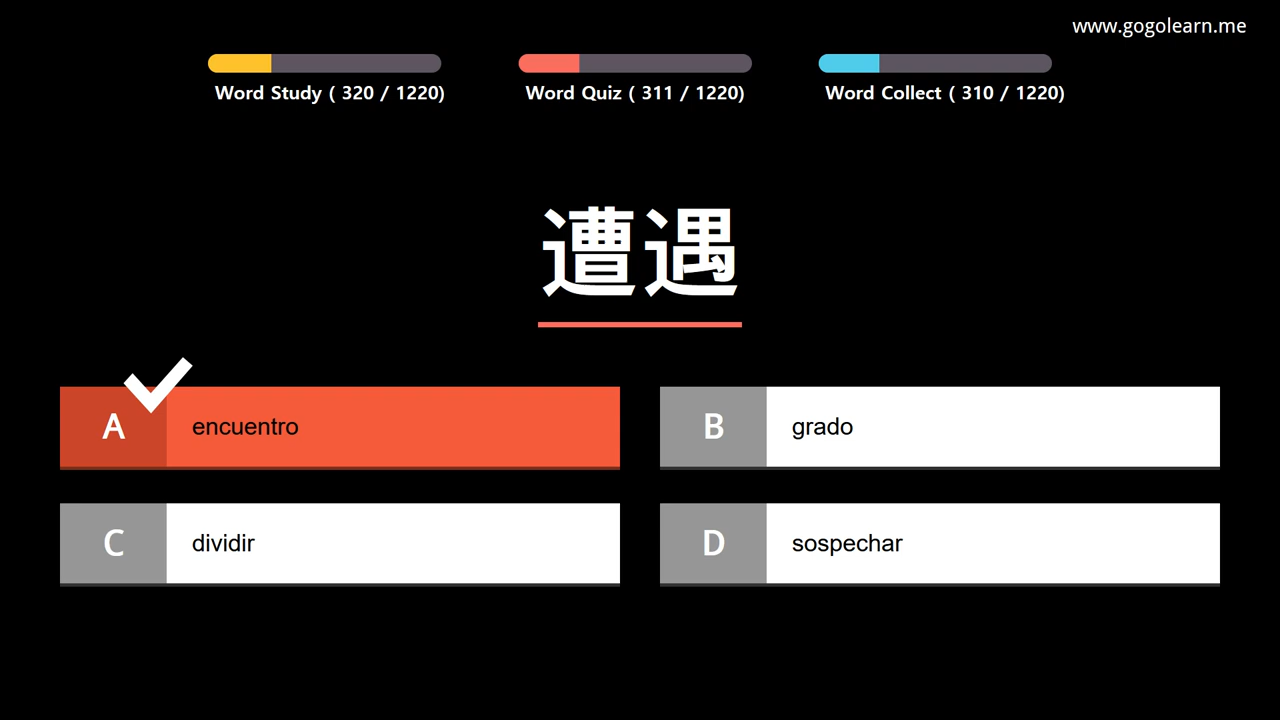 www.gogolearn.me
Word Study ( 320 / 1220)
Word Quiz ( 311 / 1220)
Word Collect ( 310 / 1220)
遭遇
A encuentro
B grado
C dividir
D sospechar